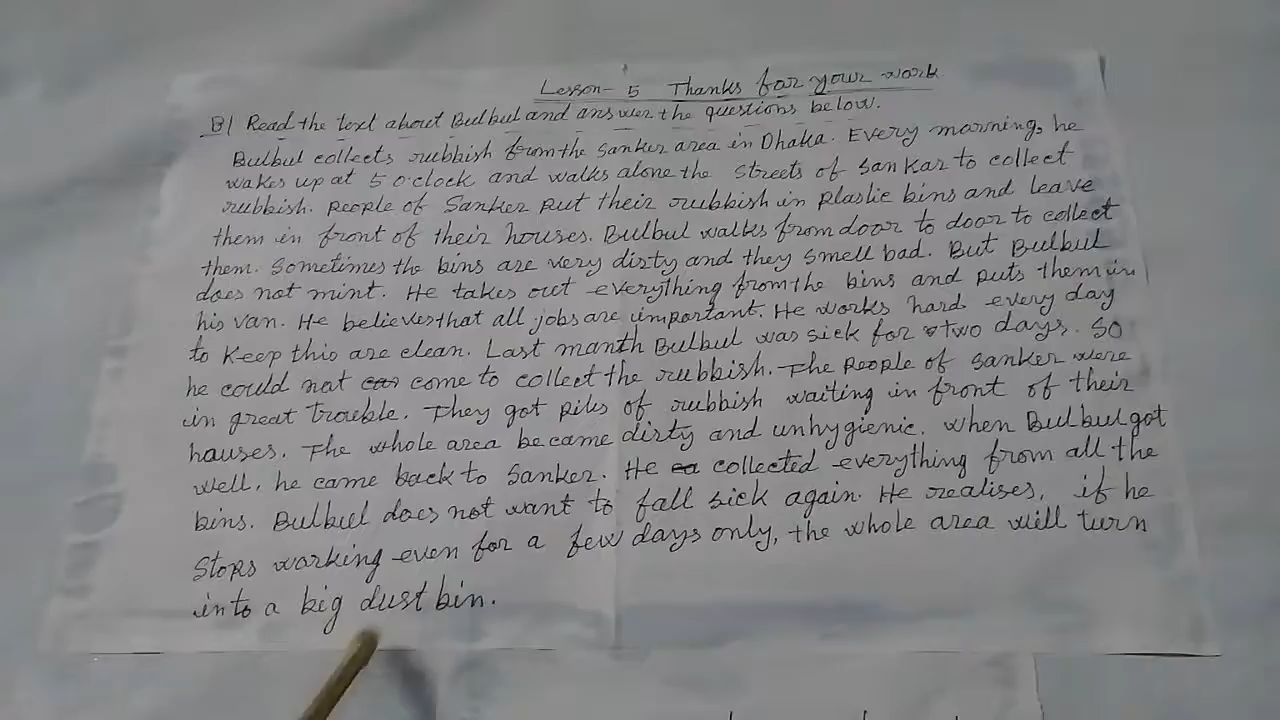 Lesson- 5 Thanks for your work
B) Read the text about Bulbul and answer the questions below.
Bulbul collects rubbish from the sanker area in Dhaka. Every morning, he
wakes up at 5 o'clock and walks alone the streets of sankar to collect
rubbish. People of Sanker put their rubbish in plastic bins and leave
them in front of their houses. Bulbul walks from door to door to collect
them. Sometimes the bins are very dirty and they smell bad. But Bulbul
does not mint. He takes out everything from the bins and puts them in
his van. He believes that all jobs are important. He works hard every day
to keep this are clean. Last manth Bulbul was sick for two days. So
he could not come to collect the rubbish. The People of sanker were
in great trouble. They got piles of rubbish waiting in front of their
houses. The whole area became dirty and unhygienic. when Bulbul got
well, he came back to Sanker. He collected everything from all the
bins. Bulbul does not want to fall sick again. He realises, if he
stops working even for a few days only, the whole area will turn
into a big dust bin.